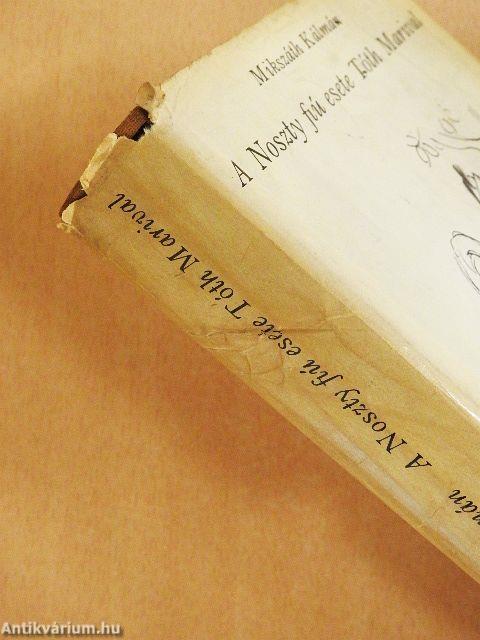 Mikszáth Kálmán
A Noszty fiú esete Tóth Marival
A Noszty fiú esete Tóth Marival
Antikvárium.hu